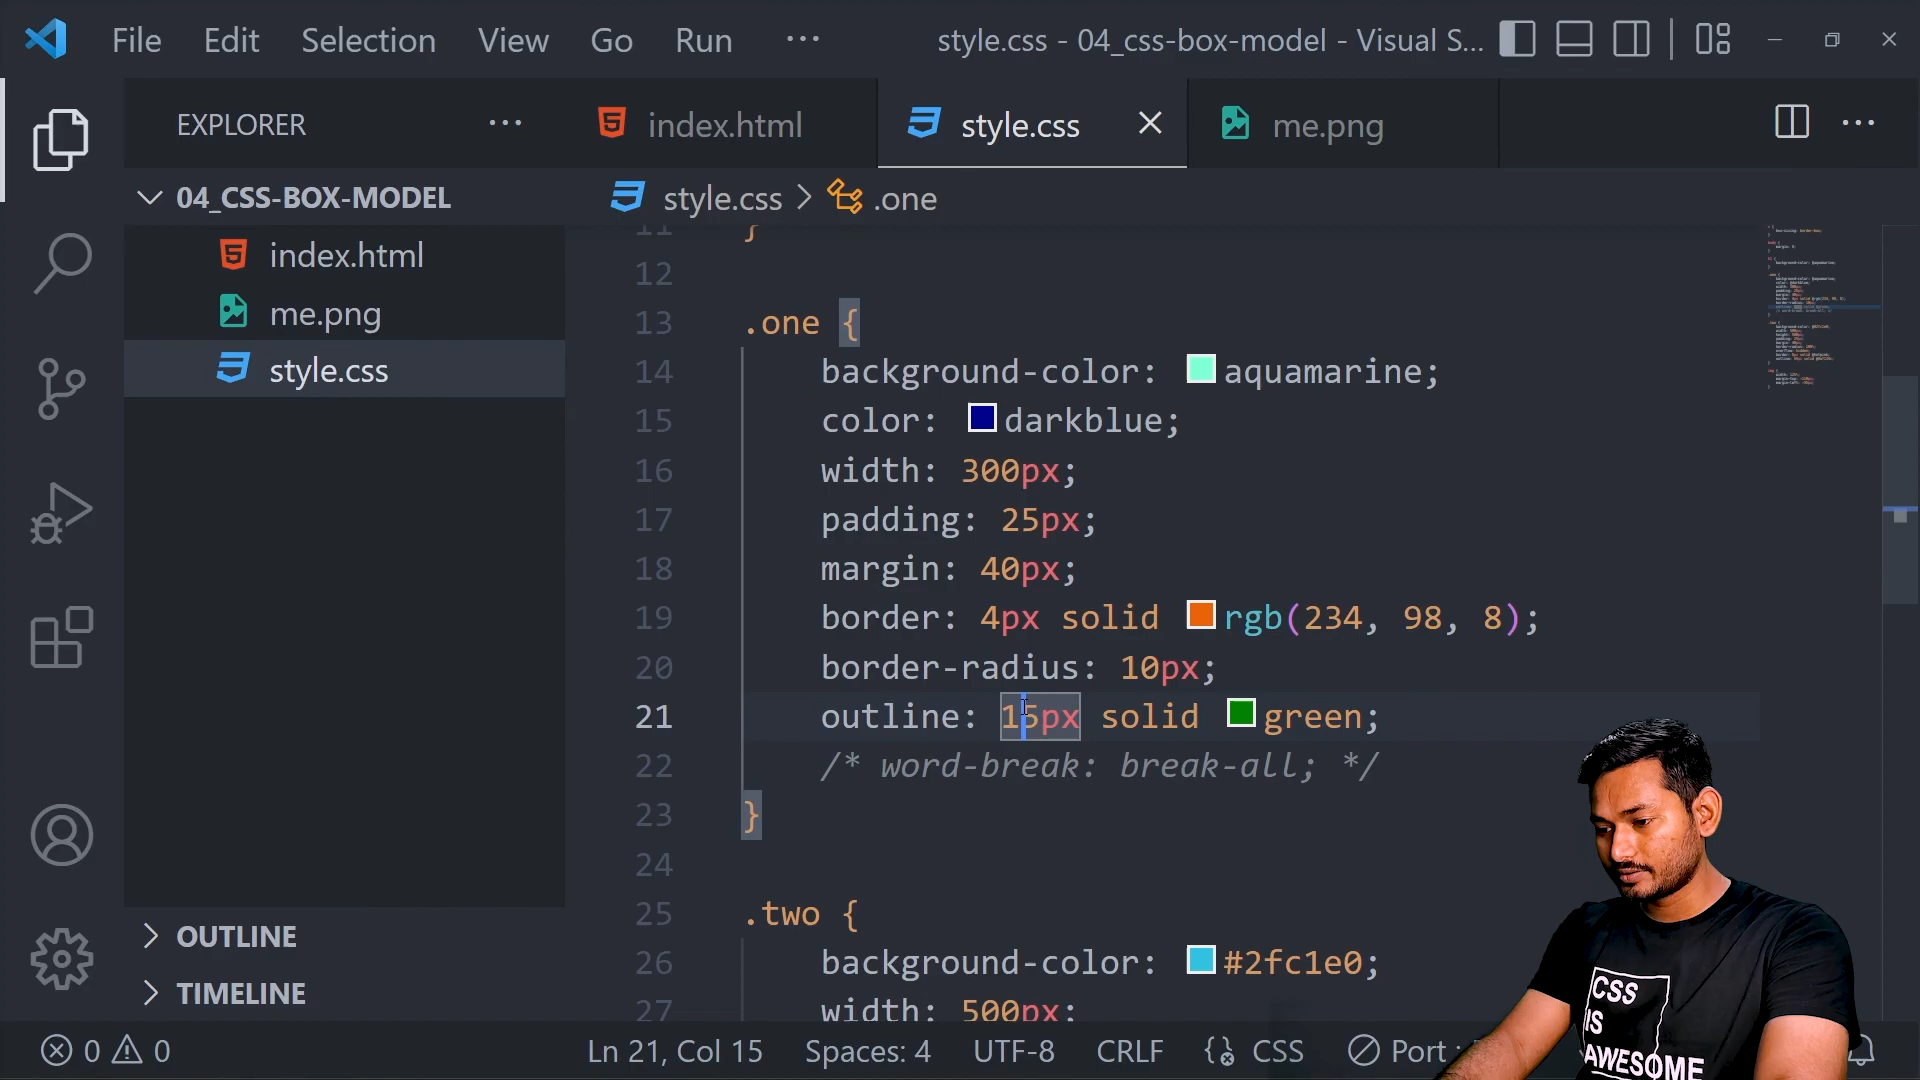 File Edit Selection View Go Run ··· style.css - 04_css-box-model - Visual S...
EXPLORER ···
index.html
style.css
me.png
04_CSS-BOX-MODEL
index.html
me.png
style.css
OUTLINE
TIMELINE
style.css > .one
11 }
12
13 .one {
14 background-color: aquamarine;
15 color: darkblue;
16 width: 300px;
17 padding: 25px;
18 margin: 40px;
19 border: 4px solid rgb(234, 98, 8);
20 border-radius: 10px;
21 outline: 15px solid green;
22 /* word-break: break-all; */
23 }
24
25 .two {
26 background-color: #2fc1e0;
27 width: 500px;
CSS
IS
AWESOME
0 0 Ln 21, Col 15 Spaces: 4 UTF-8 CRLF CSS Port :